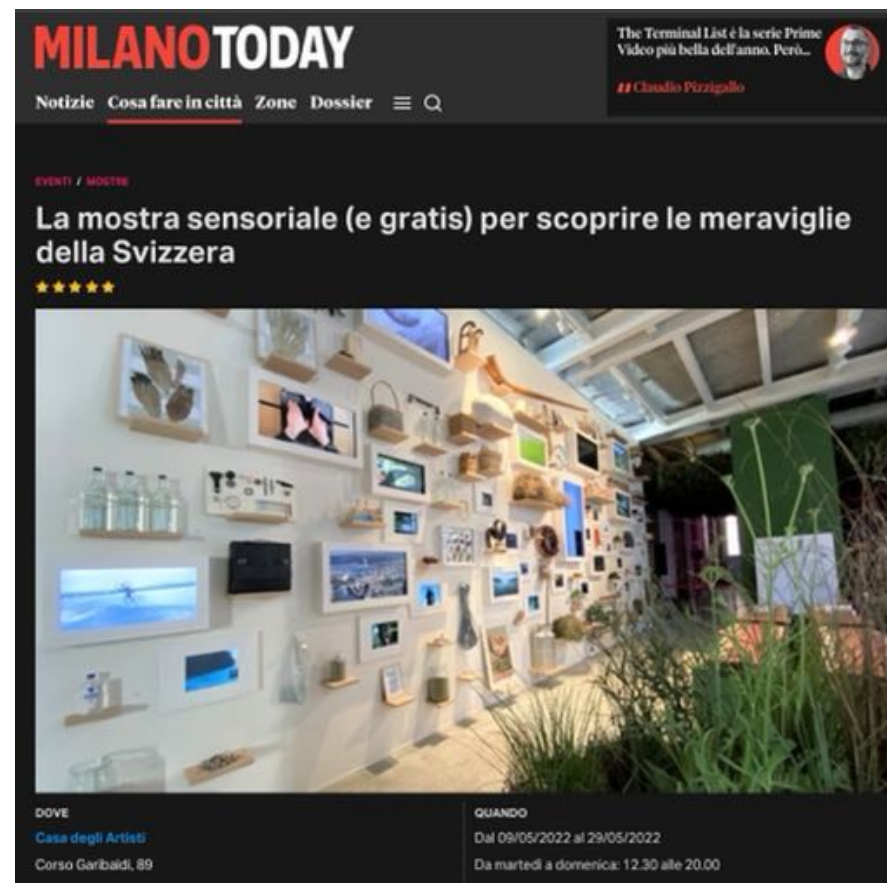 MILANOTODAY
The Terminal List è la serie Prime
Video più bella dell'anno. Però...
Claudio Pizzigallo
Notizie Cosa fare in città Zone Dossier
EVENTI / MOSTRE
La mostra sensoriale (e gratis) per scoprire le meraviglie
della Svizzera
DOVE
Casa degli Artisti
Corso Garibaldi, 89
QUANDO
Dal 09/05/2022 al 29/05/2022
Da martedì a domenica: 12.30 alle 20.00